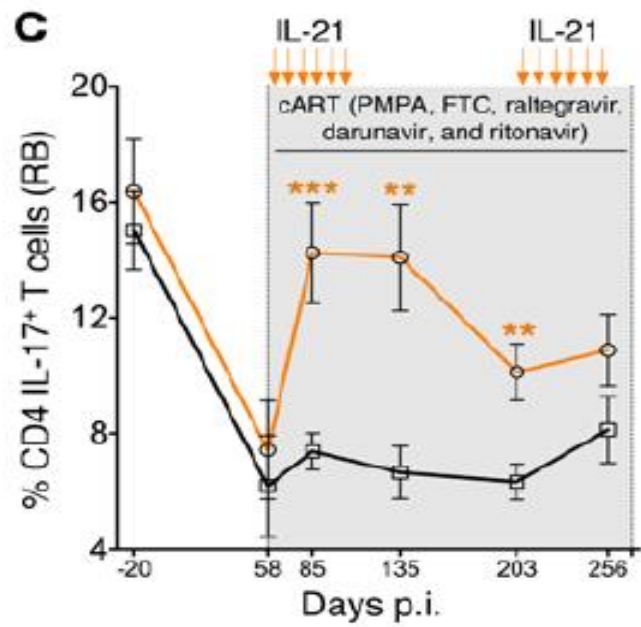 C
IL-21 IL-21
cART (PMPA, FTC, raltegravir,
darunavir, and ritonavir)
% CD4 IL-17+ T cells (RB)
20
16
12
8
4
*** **
**
-20 58 85 135 203 256
Days p.i.